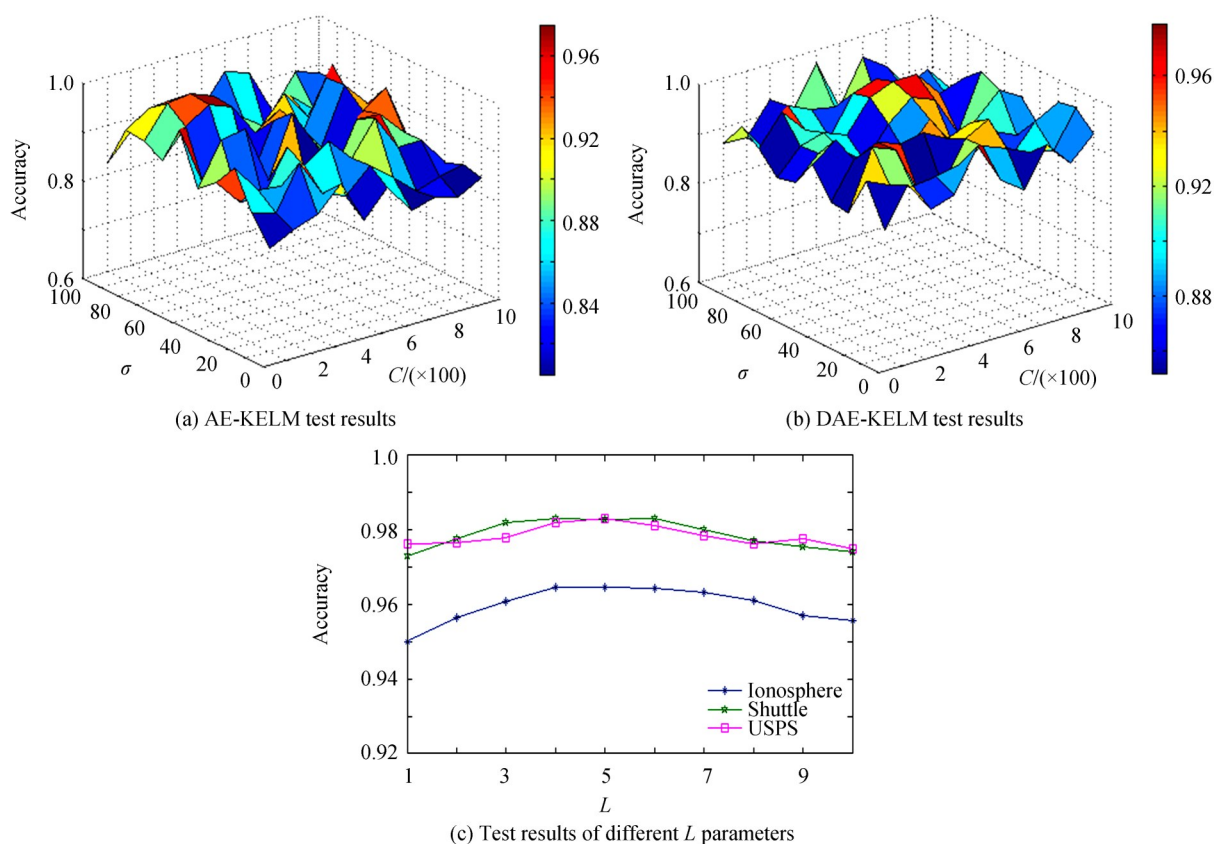 1.0
0.8
0.6
Accuracy
100
80
60
40
20
0
σ
0
2
4
6
8
10
C/(×100)
0.96
0.92
0.88
0.84
(a) AE-KELM test results
1.0
0.8
0.6
Accuracy
100
80
60
40
20
0
σ
0
2
4
6
8
10
C/(×100)
0.96
0.92
0.88
(b) DAE-KELM test results
1.0
0.98
0.96
0.94
0.92
Accuracy
Ionosphere
Shuttle
USPS
1 3 5 7 9
L
(c) Test results of different L parameters